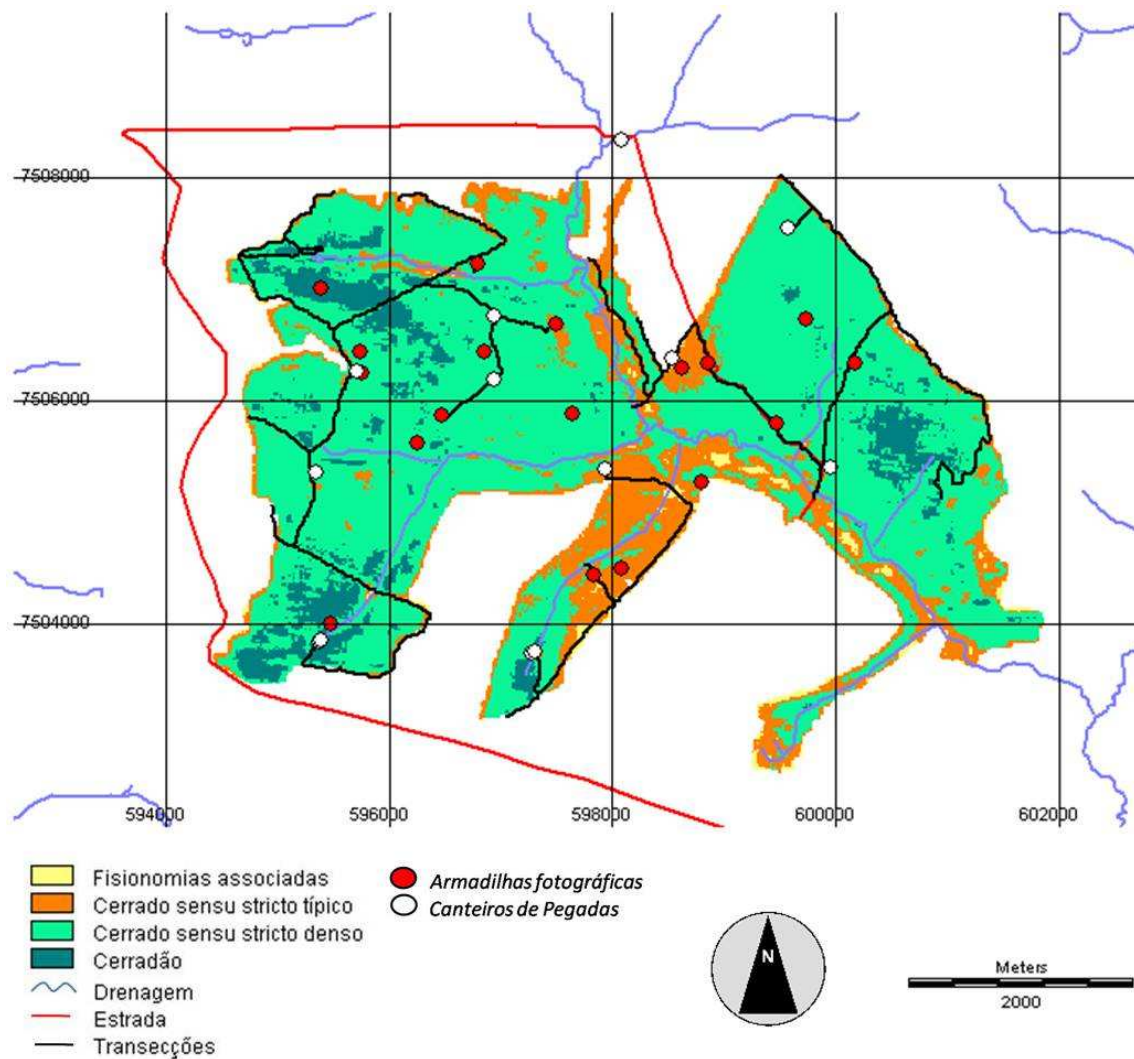 7508000
7506000
7504000
594000 596000 598000 600000 602000
Fisionomias associadas
Cerrado sensu stricto típico
Cerrado sensu stricto denso
Cerradão
Drenagem
Estrada
Transecções
Armadilhas fotográficas
Canteiros de Pegadas
N
Meters
2000